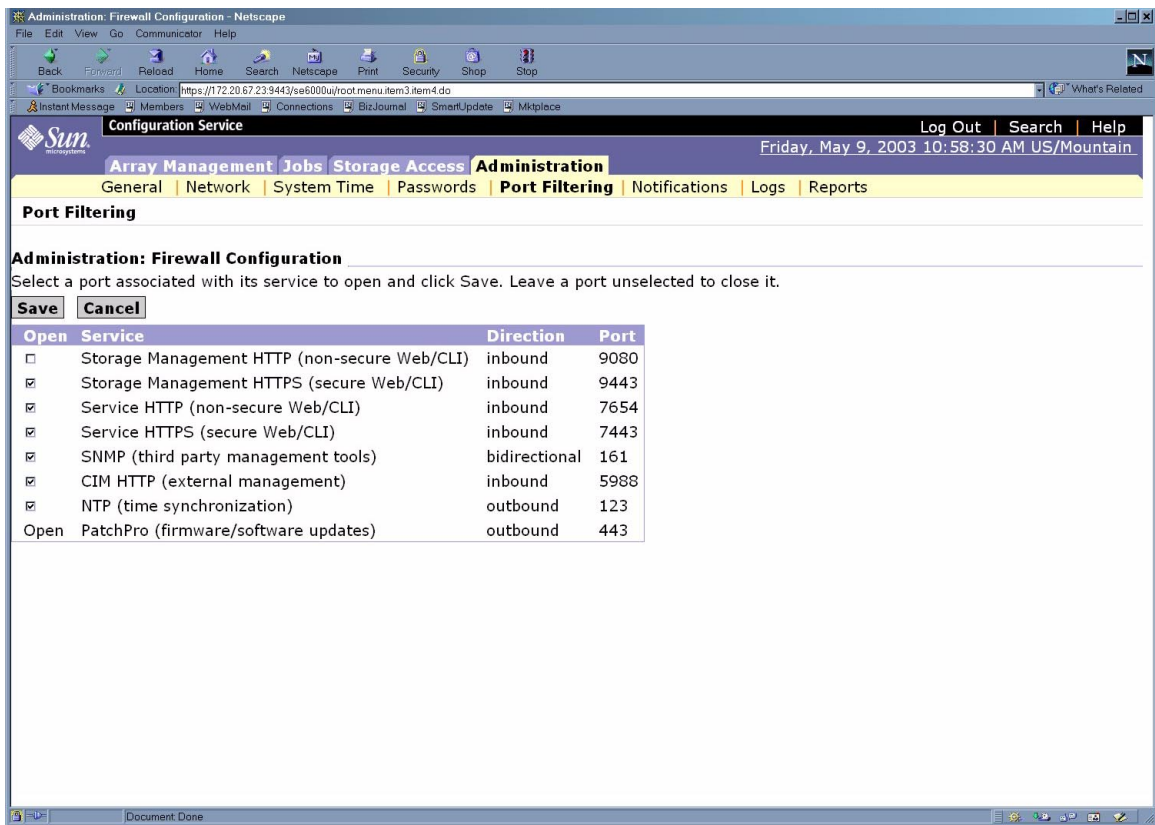 Administration: Firewall Configuration - Netscape
File Edit View Go Communicator Help
Back Forward Reload Home Search Netscape Print Security Shop Stop
N
Bookmarks Location: https://172.20.67.23:9443/se6000ui/root.menu.item3.item4.do What's Related
Instant Message Members WebMail Connections BizJournal SmartUpdate Mktplace
Sun microsystems
Configuration Service
Log Out | Search | Help
Friday, May 9, 2003 10:58:30 AM US/Mountain
Array Management Jobs Storage Access Administration
General | Network | System Time | Passwords | Port Filtering | Notifications | Logs | Reports
Port Filtering
Administration: Firewall Configuration
Select a port associated with its service to open and click Save. Leave a port unselected to close it.
Save Cancel
Open Service Direction Port
Storage Management HTTP (non-secure Web/CLI) inbound 9080
Storage Management HTTPS (secure Web/CLI) inbound 9443
Service HTTP (non-secure Web/CLI) inbound 7654
Service HTTPS (secure Web/CLI) inbound 7443
SNMP (third party management tools) bidirectional 161
CIM HTTP (external management) inbound 5988
NTP (time synchronization) outbound 123
Open PatchPro (firmware/software updates) outbound 443
Document Done